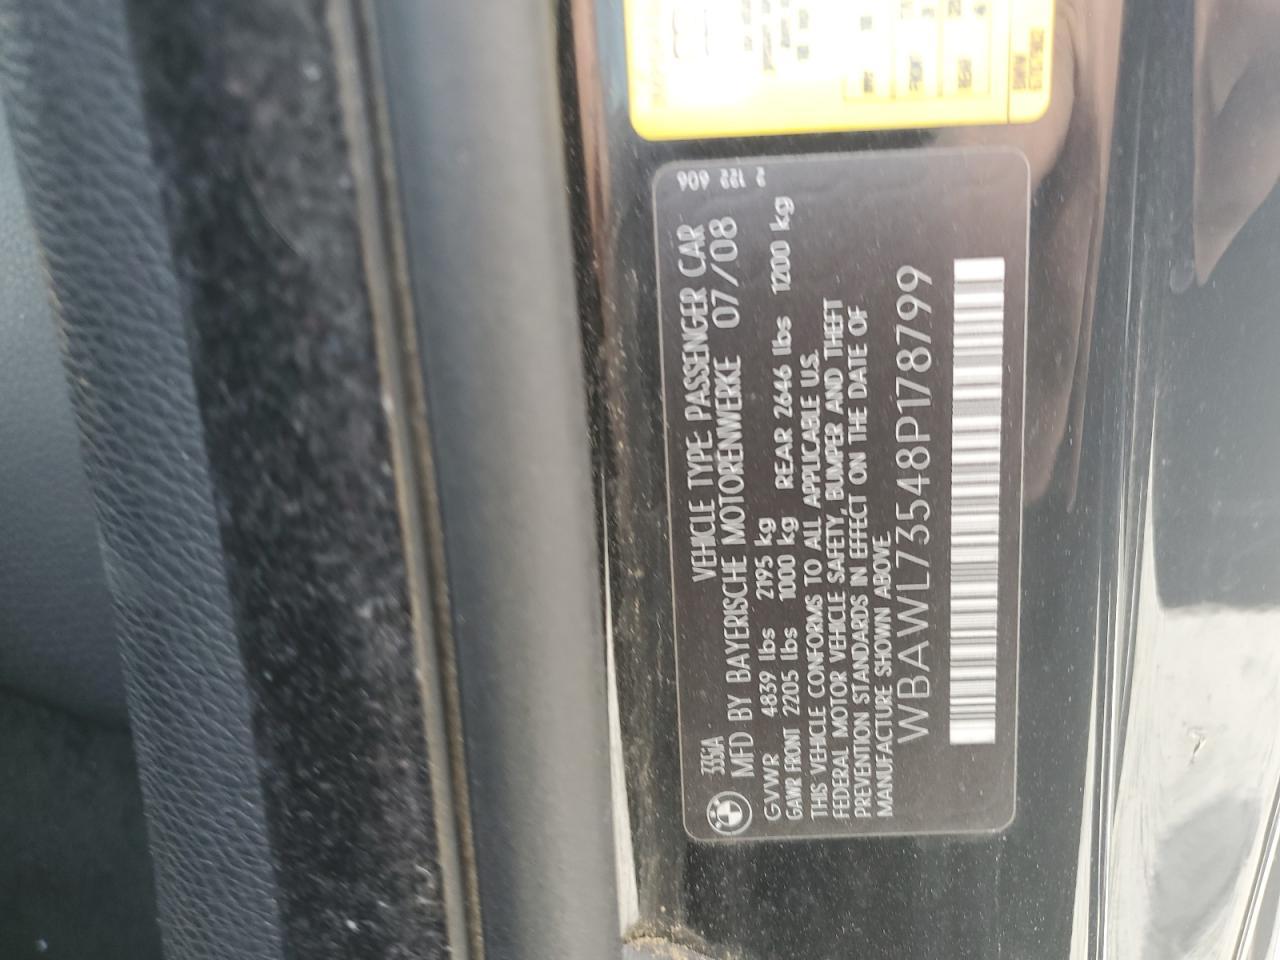 2 122 606
335iA VEHICLE TYPE: PASSENGER CAR
MFD BY BAYERISCHE MOTORENWERKE 07/08
GVWR 4839 lbs 2195 kg
GAWR FRONT 2205 lbs 1000 kg REAR 2646 lbs 1200 kg
THIS VEHICLE CONFORMS TO ALL APPLICABLE U.S.
FEDERAL MOTOR VEHICLE SAFETY, BUMPER AND THEFT
PREVENTION STANDARDS IN EFFECT ON THE DATE OF
MANUFACTURE SHOWN ABOVE
WBAWL73548P178799